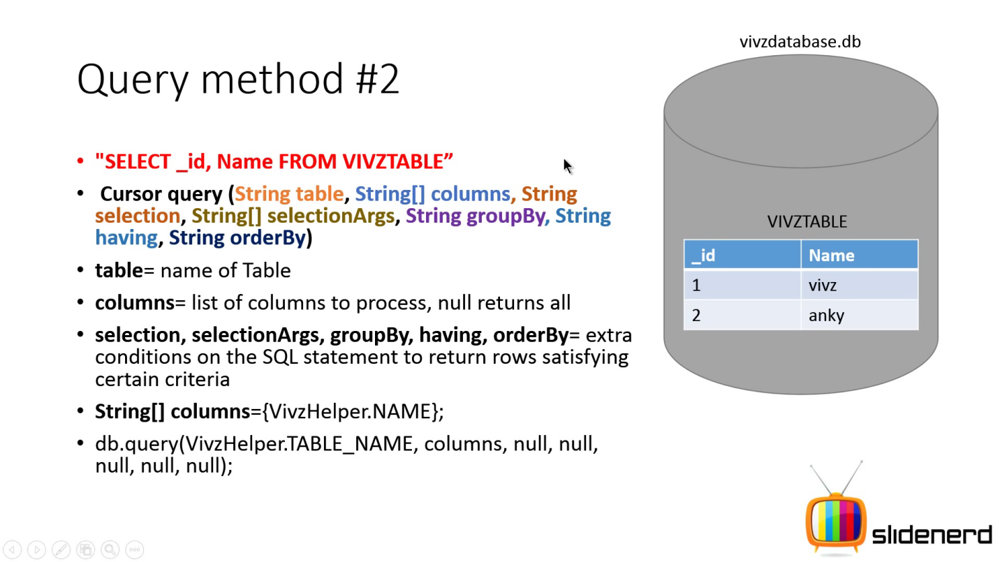 vivzdatabase.db
Query method #2
• "SELECT _id, Name FROM VIVZTABLE”
• Cursor query (String table, String[] columns, String
selection, String[] selectionArgs, String groupBy, String
having, String orderBy)
• table= name of Table
• columns= list of columns to process, null returns all
• selection, selectionArgs, groupBy, having, orderBy= extra
conditions on the SQL statement to return rows satisfying
certain criteria
• String[] columns={VivzHelper.NAME};
• db.query(VivzHelper.TABLE_NAME, columns, null, null,
null, null, null);
VIVZTABLE
_id Name
1 vivz
2 anky
slidenerd